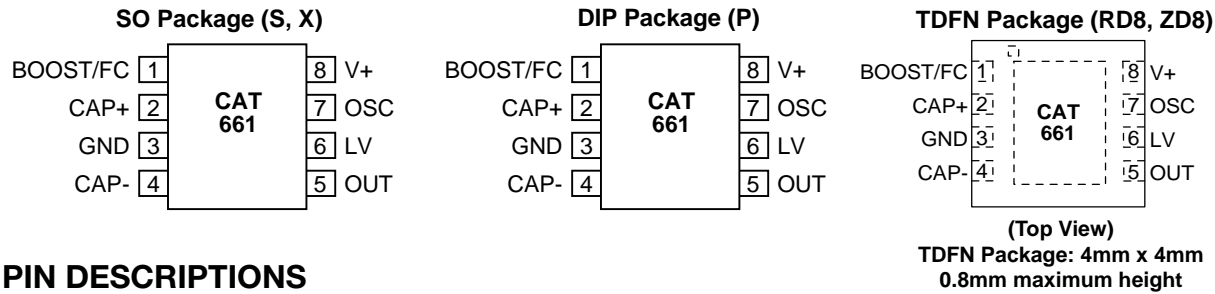 SO Package (S, X)
BOOST/FC 1 CAT 661 8 V+
CAP+ 2 7 OSC
GND 3 6 LV
CAP- 4 5 OUT
DIP Package (P)
BOOST/FC 1 CAT 661 8 V+
CAP+ 2 7 OSC
GND 3 6 LV
CAP- 4 5 OUT
TDFN Package (RD8, ZD8)
BOOST/FC 1 8 V+
CAP+ 2 CAT 661 7 OSC
GND 3 6 LV
CAP- 4 5 OUT
(Top View)
TDFN Package: 4mm x 4mm
0.8mm maximum height
PIN DESCRIPTIONS